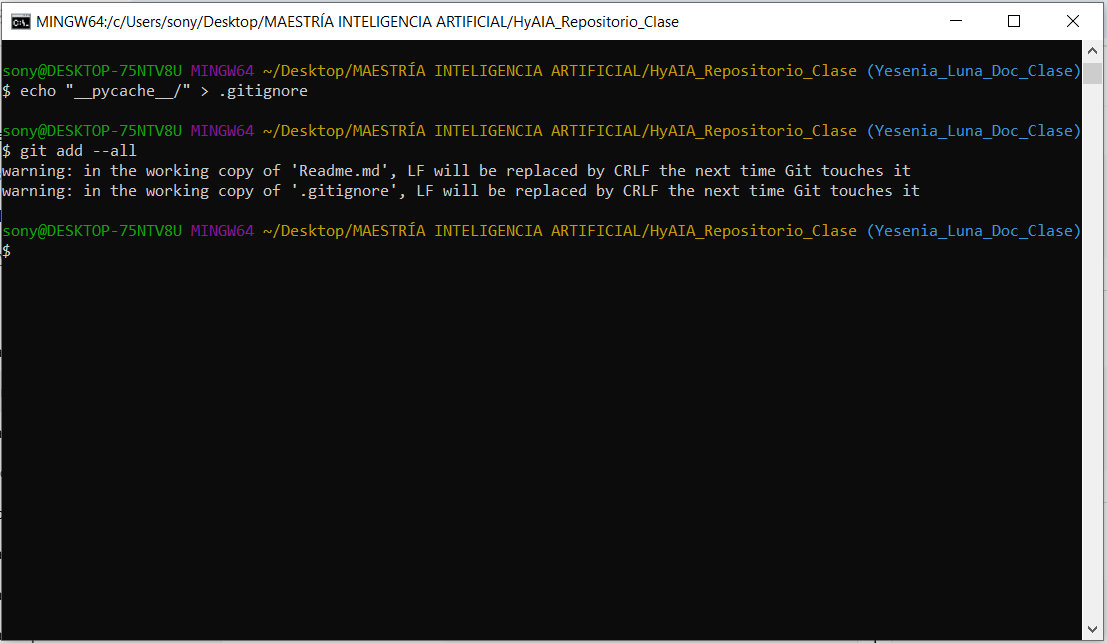 MINGW64:/c/Users/sony/Desktop/MAESTRÍA INTELIGENCIA ARTIFICIAL/HyAIA_Repositorio_Clase
sony@DESKTOP-75NTV8U MINGW64 ~/Desktop/MAESTRÍA INTELIGENCIA ARTIFICIAL/HyAIA_Repositorio_Clase (Yesenia_Luna_Doc_Clase)
$ echo "__pycache__/" > .gitignore
sony@DESKTOP-75NTV8U MINGW64 ~/Desktop/MAESTRÍA INTELIGENCIA ARTIFICIAL/HyAIA_Repositorio_Clase (Yesenia_Luna_Doc_Clase)
$ git add --all
warning: in the working copy of 'Readme.md', LF will be replaced by CRLF the next time Git touches it
warning: in the working copy of '.gitignore', LF will be replaced by CRLF the next time Git touches it
sony@DESKTOP-75NTV8U MINGW64 ~/Desktop/MAESTRÍA INTELIGENCIA ARTIFICIAL/HyAIA_Repositorio_Clase (Yesenia_Luna_Doc_Clase)
$